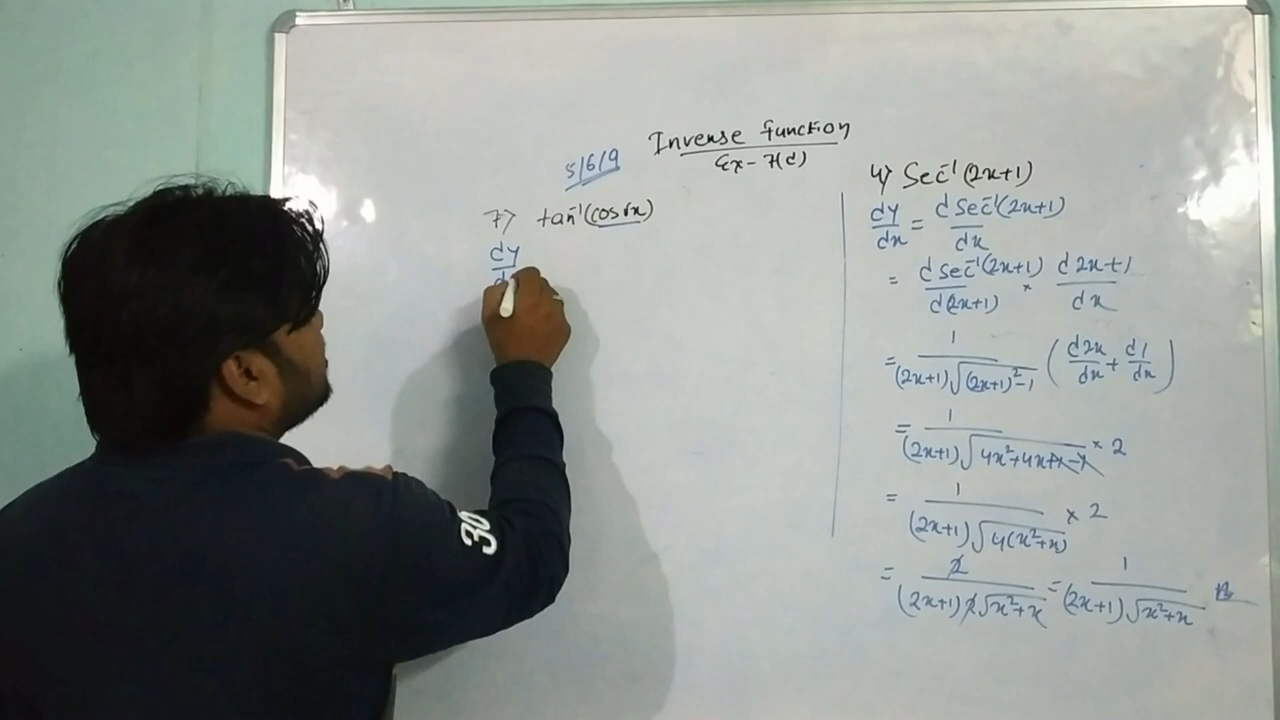 Inverse function
Ex - 7(d)
5/6/9
7) tan⁻¹(cos√x)
dy/d
4) Sec⁻¹(2x+1)
dy/dx = d Sec⁻¹(2x+1)/dx
= d Sec⁻¹(2x+1)/d(2x+1) × d 2x+1/dx
= 1/(2x+1)√(2x+1)²-1 (d2x/dx + d1/dx)
= 1/(2x+1)√4x²+4x+1-1 × 2
= 1/(2x+1)√4(x²+x) × 2
= 2/(2x+1)2√x²+x = 1/(2x+1)√x²+x
30